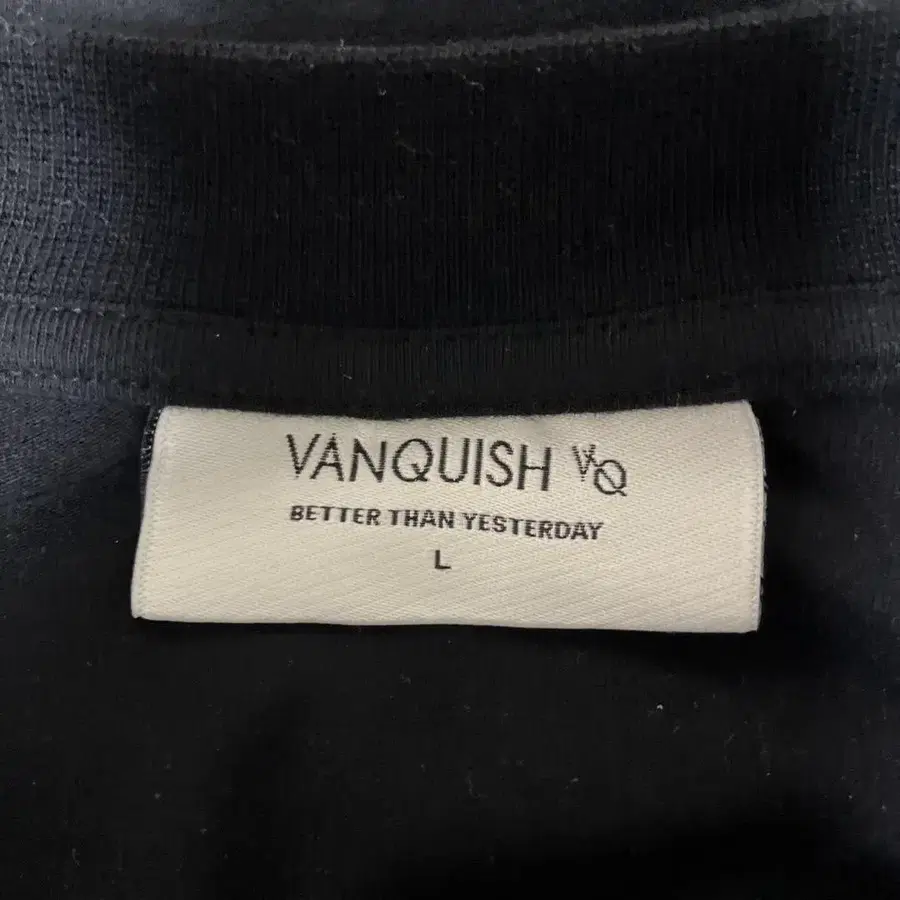 VANQUISH VQ
BETTER THAN YESTERDAY
L